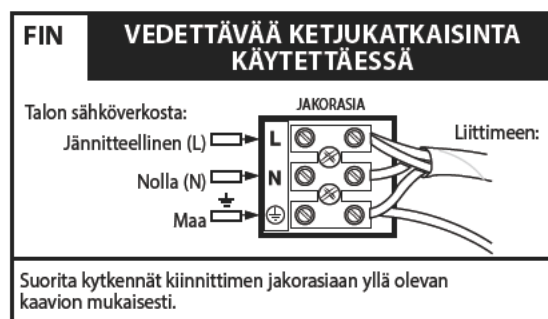 FIN
VEDETTÄVÄÄ KETJUKATKAISINTA
KÄYTETTÄESSÄ
JAKORASIA
Talon sähköverkosta:
Liittimeen:
Jännitteellinen (L)
L
Nolla (N)
N
Maa
Suorita kytkennät kiinnittimen jakorasiaan yllä olevan
kaavion mukaisesti.